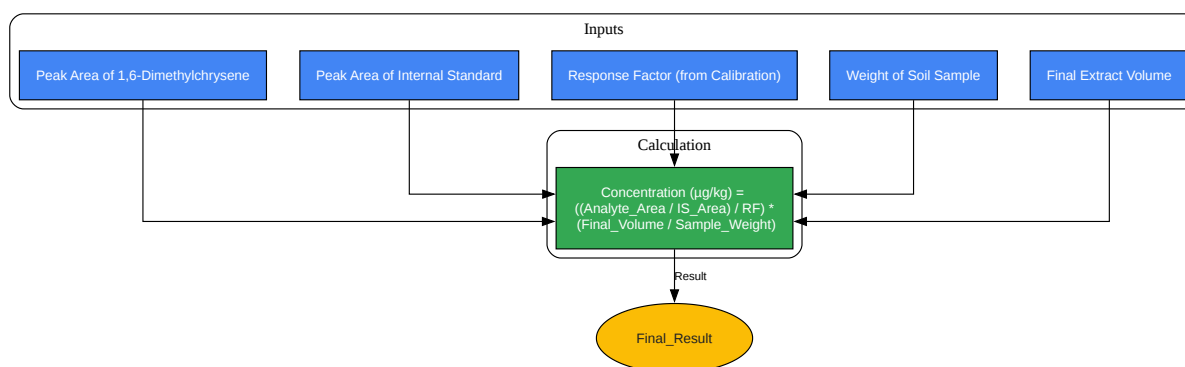 Inputs
Peak Area of 1,6-Dimethylchrysene
Peak Area of Internal Standard
Response Factor (from Calibration)
Weight of Soil Sample
Final Extract Volume
Calculation
Concentration (µg/kg) =
((Analyte_Area / IS_Area) / RF) *
(Final_Volume / Sample_Weight)
Result
Final_Result